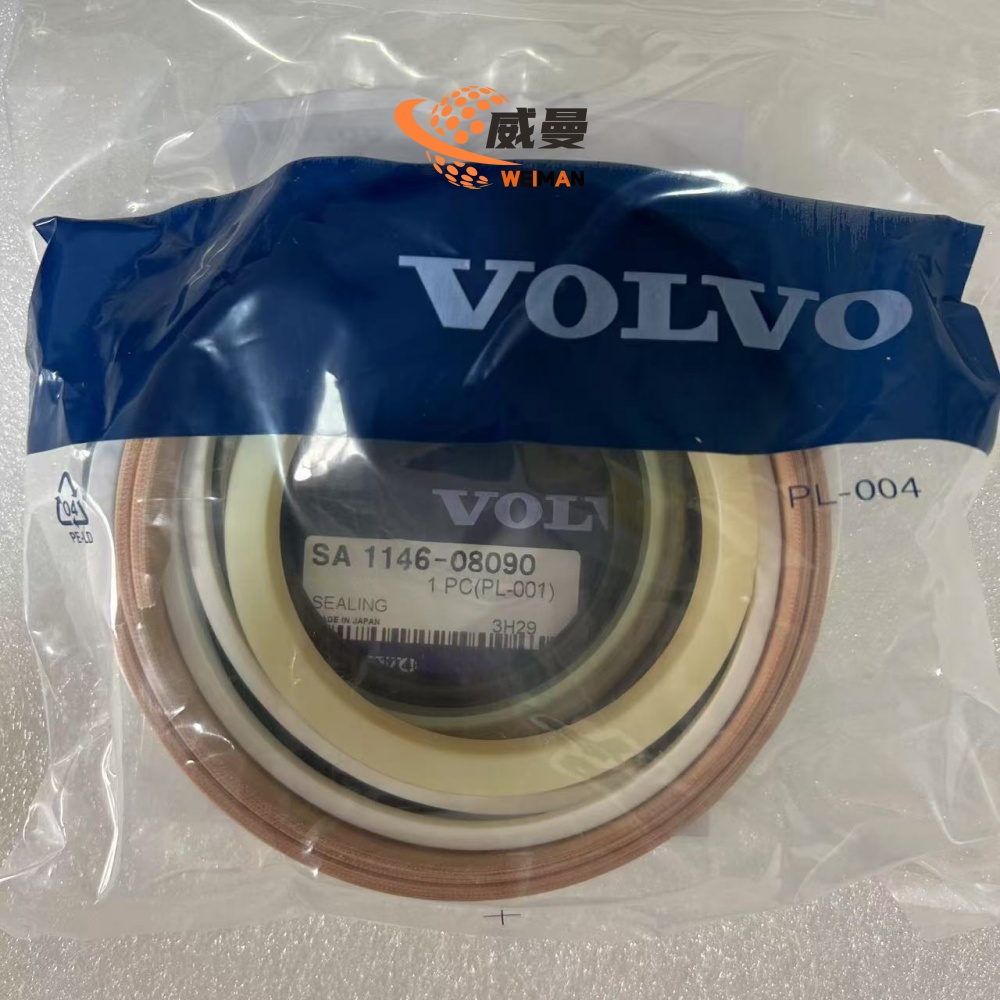 威曼
WEIMAN
VOLVO
PL-004
04
PE-LD
VOLV
SA 1146-08090
1 PC(PL-001)
SEALING
MADE IN JAPAN
3H29